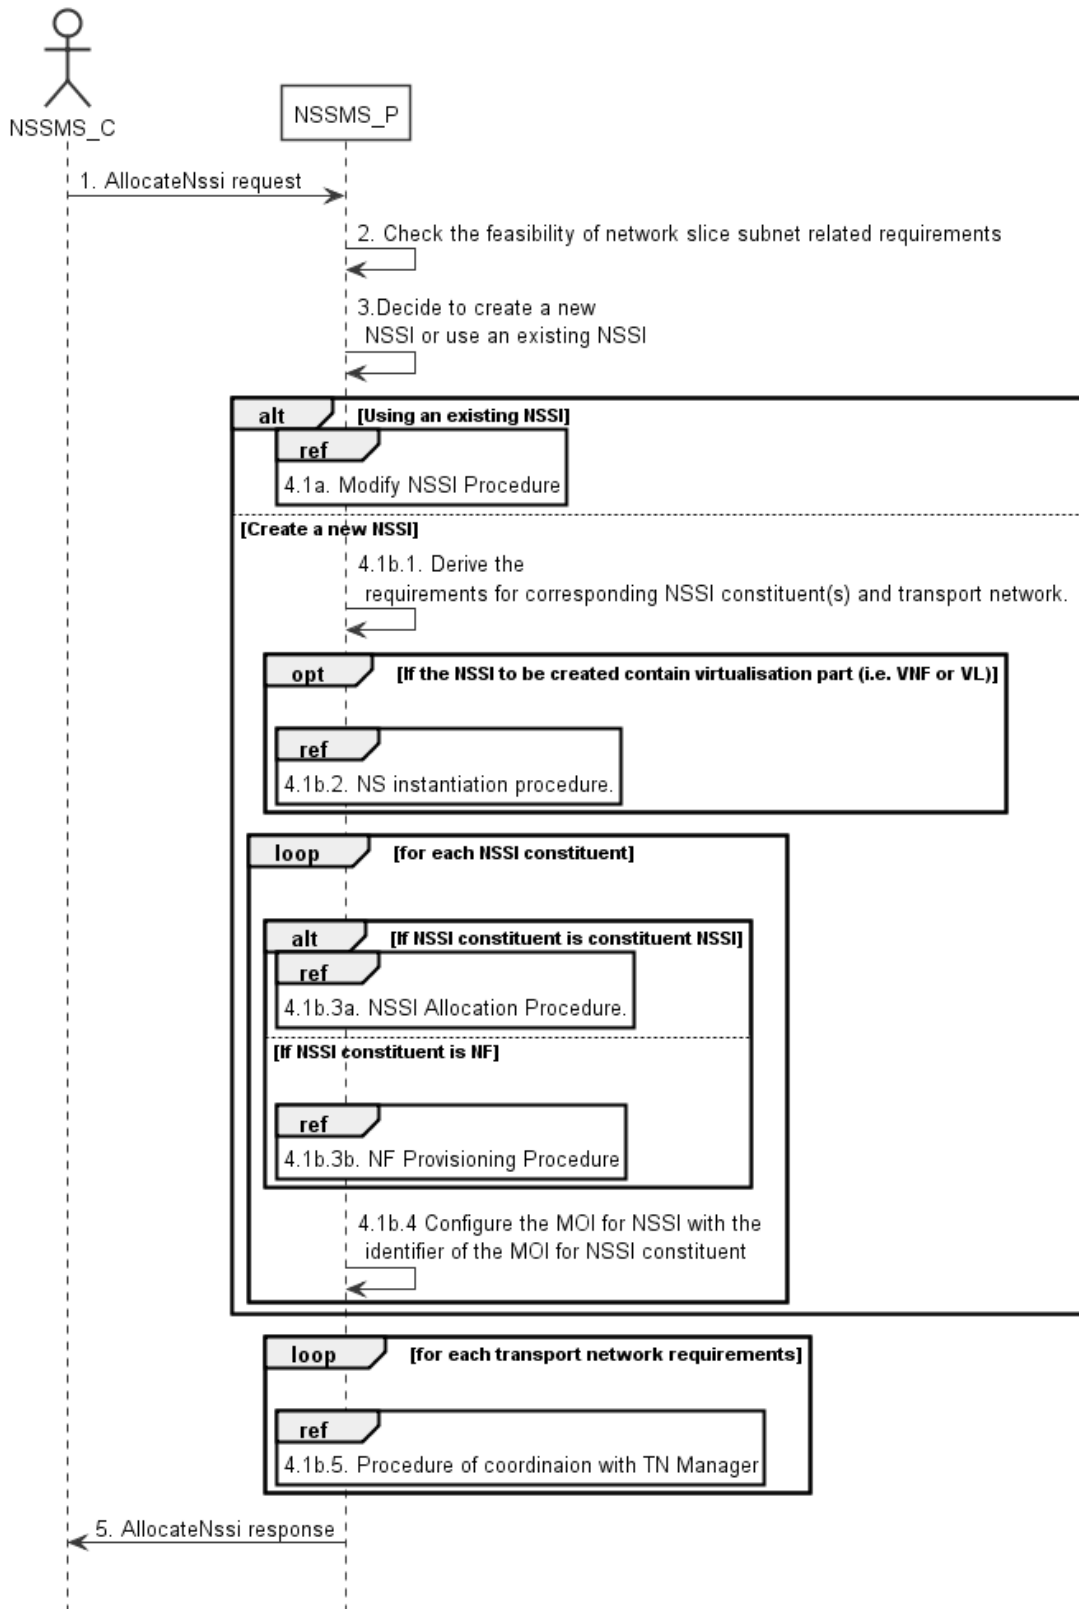 NSSMS_C
NSSMS_P
1. AllocateNssi request
2. Check the feasibility of network slice subnet related requirements
3.Decide to create a new
NSSI or use an existing NSSI
alt [Using an existing NSSI]
ref
4.1a. Modify NSSI Procedure
[Create a new NSSI]
4.1b.1. Derive the
requirements for corresponding NSSI constituent(s) and transport network.
opt [If the NSSI to be created contain virtualisation part (i.e. VNF or VL)]
ref
4.1b.2. NS instantiation procedure.
loop [for each NSSI constituent]
alt [If NSSI constituent is constituent NSSI]
ref
4.1b.3a. NSSI Allocation Procedure.
[If NSSI constituent is NF]
ref
4.1b.3b. NF Provisioning Procedure
4.1b.4 Configure the MOI for NSSI with the
identifier of the MOI for NSSI constituent
loop [for each transport network requirements]
ref
4.1b.5. Procedure of coordinaion with TN Manager
5. AllocateNssi response